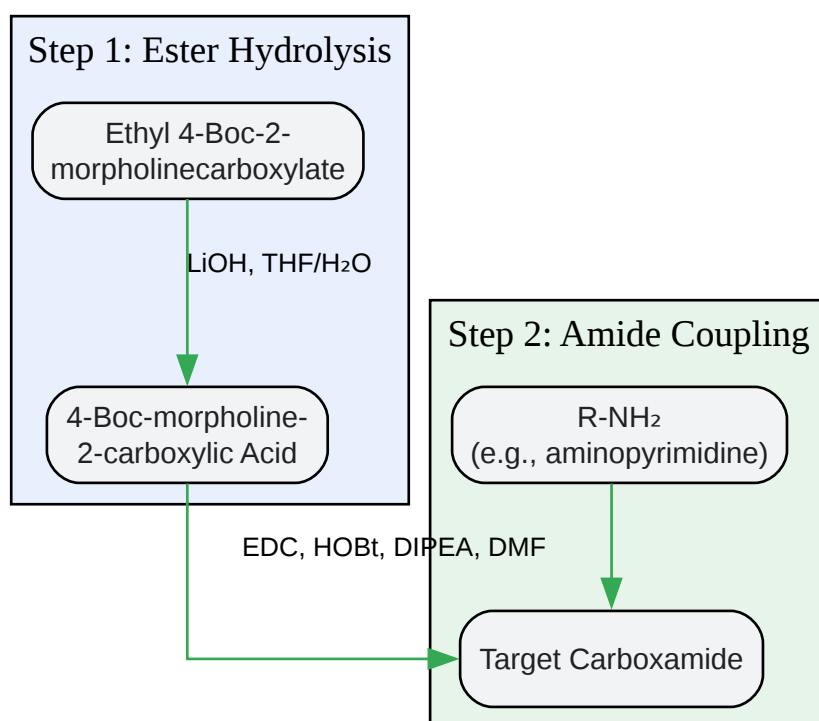 Step 1: Ester Hydrolysis
Ethyl 4-Boc-2-
morpholinecarboxylate
LiOH, THF/H₂O
4-Boc-morpholine-
2-carboxylic Acid
Step 2: Amide Coupling
R-NH₂
(e.g., aminopyrimidine)
EDC, HOBt, DIPEA, DMF
Target Carboxamide